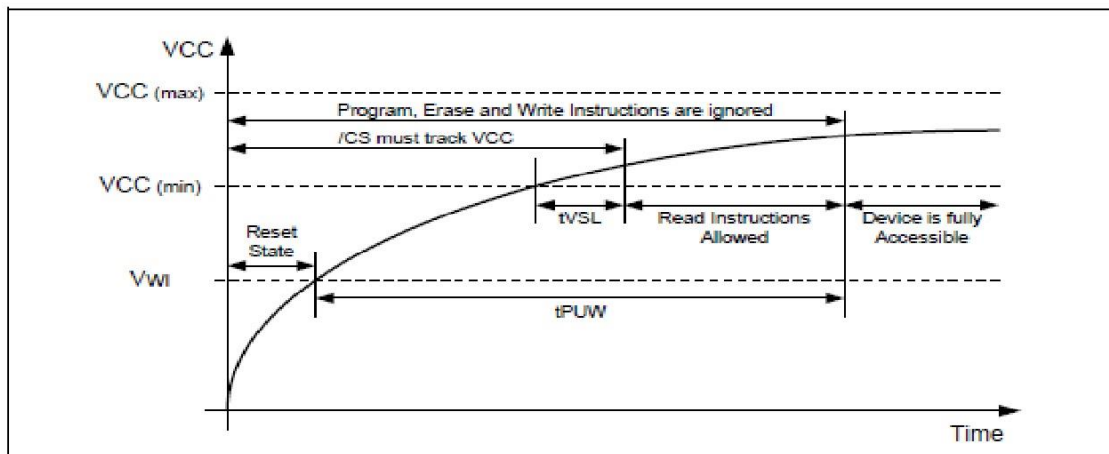 VCC
VCC (max)
Program, Erase and Write Instructions are ignored
/CS must track VCC
VCC (min)
tVSL
Read Instructions
Allowed
Device is fully
Accessible
Reset
State
VWI
tPUW
Time